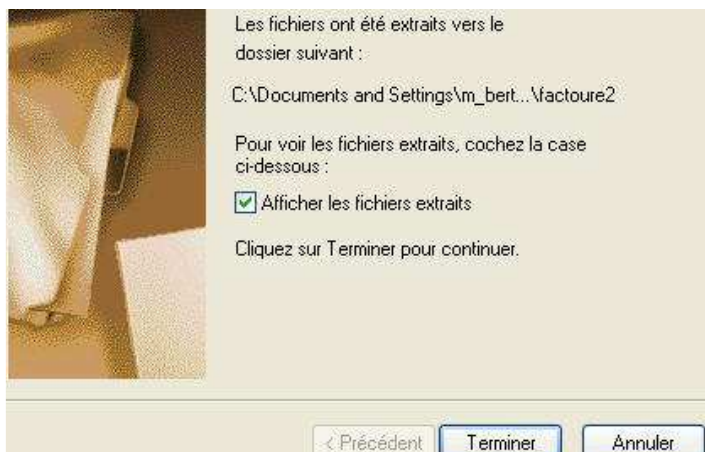 Les fichiers ont été extraits vers le
dossier suivant :
C:\Documents and Settings\m_bert...\factoure2
Pour voir les fichiers extraits, cochez la case
ci-dessous :
Afficher les fichiers extraits
Cliquez sur Terminer pour continuer.
< Précédent Terminer Annuler